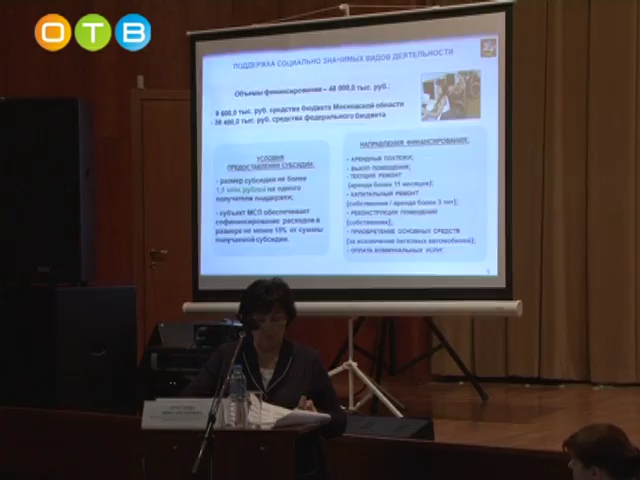 ОТВ
ПОДДЕРЖКА СОЦИАЛЬНО ЗНАЧИМЫХ ВИДОВ ДЕЯТЕЛЬНОСТИ
Объемы финансирования – 48 000,0 тыс. руб.:
9 600,0 тыс. руб. средства бюджета Московской области
- 38 400,0 тыс. руб. средства федерального бюджета
УСЛОВИЯ
ПРЕДОСТАВЛЕНИЯ СУБСИДИИ:
- размер субсидии не более
1,5 млн. рублей на одного
получателя поддержки;
- субъект МСП обеспечивает
софинансирование расходов в
размере не менее 15% от суммы
получаемой субсидии.
НАПРАВЛЕНИЯ ФИНАНСИРОВАНИЯ:
- АРЕНДНЫЕ ПЛАТЕЖИ;
- ВЫКУП ПОМЕЩЕНИЯ;
- ТЕКУЩИЙ РЕМОНТ
(аренда более 11 месяцев);
- КАПИТАЛЬНЫЙ РЕМОНТ
(собственник / аренда более 3 лет);
- РЕКОНСТРУКЦИЯ ПОМЕЩЕНИЯ
(собственник);
- ПРИОБРЕТЕНИЕ ОСНОВНЫХ СРЕДСТВ
(за исключением легковых автомобилей);
- ОПЛАТА КОММУНАЛЬНЫХ УСЛУГ.